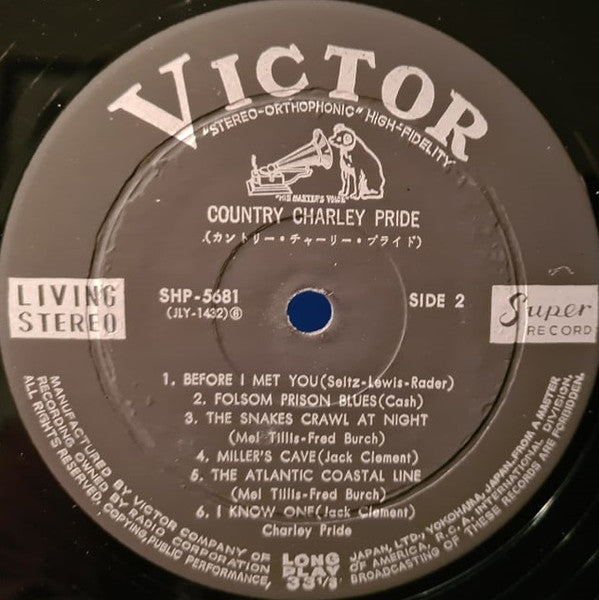 VICTOR
"STEREO-ORTHOPHONIC" HIGH-FIDELITY
"HIS MASTER'S VOICE"
COUNTRY CHARLEY PRIDE
(カントリー・チャーリー・プライド)
LIVING
STEREO
SHP-5681
(JLY-1432)Ⓑ
SIDE 2
Super
RECORD
1. BEFORE I MET YOU(Seitz-Lewis-Rader)
2. FOLSOM PRISON BLUES(Cash)
3. THE SNAKES CRAWL AT NIGHT
(Mel Tillis-Fred Burch)
4. MILLER'S CAVE(Jack Clement)
5. THE ATLANTIC COASTAL LINE
(Mel Tillis-Fred Burch)
6. I KNOW ONE(Jack Clement)
Charley Pride
MANUFACTURED BY VICTOR COMPANY OF JAPAN, LTD., YOKOHAMA, JAPAN, FROM A MASTER
RECORDING OWNED BY RADIO CORPORATION OF AMERICA, R.C.A. INTERNATIONAL DIVISION.
ALL RIGHTS RESERVED, COPYING, PUBLIC PERFORMANCE, BROADCASTING OF THESE RECORDS ARE FORBIDDEN.
LONG
PLAY
33 1/3